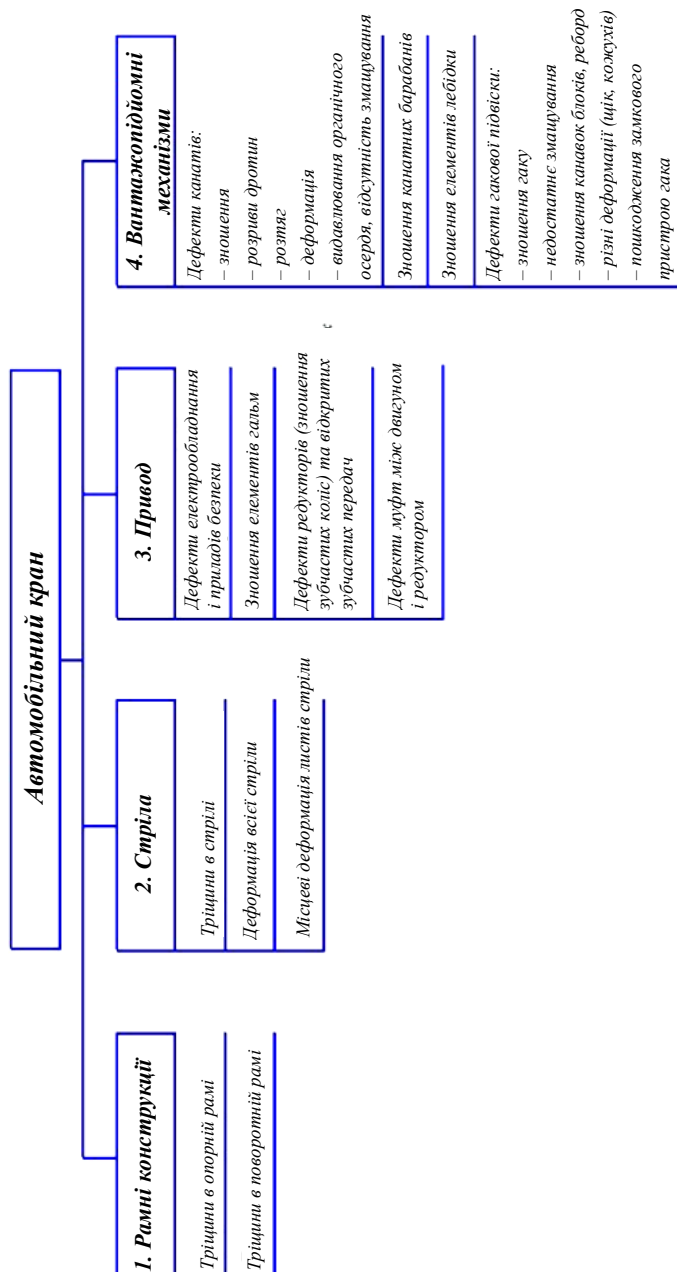 Автомобільний кран
1. Рамні конструкції
Тріщини в опорній рамі
Тріщини в поворотній рамі
2. Стріла
Тріщини в стрілі
Деформація всієї стріли
Місцеві деформація листів стріли
3. Привод
Дефекти електрообладнання
і приладів безпеки
Зношення елементів гальм
Дефекти редукторів (зношення
зубчастих коліс) та відкритих
зубчастих передач
Дефекти муфт між двигуном
і редуктором
4. Вантажопідйомні
механізми
Дефекти канатів:
– зношення
– розриви дротин
– розтяг
– деформація
– видавлювання органічного
осердя, відсутність змащування
Зношення канатних барабанів
Зношення елементів лебідки
Дефекти гакової підвіски:
– зношення гаку
– недостатнє змащування
– зношення канавок блоків, реборд
– різні деформації (щік, кожухів)
– пошкодження замкового
пристрою гака